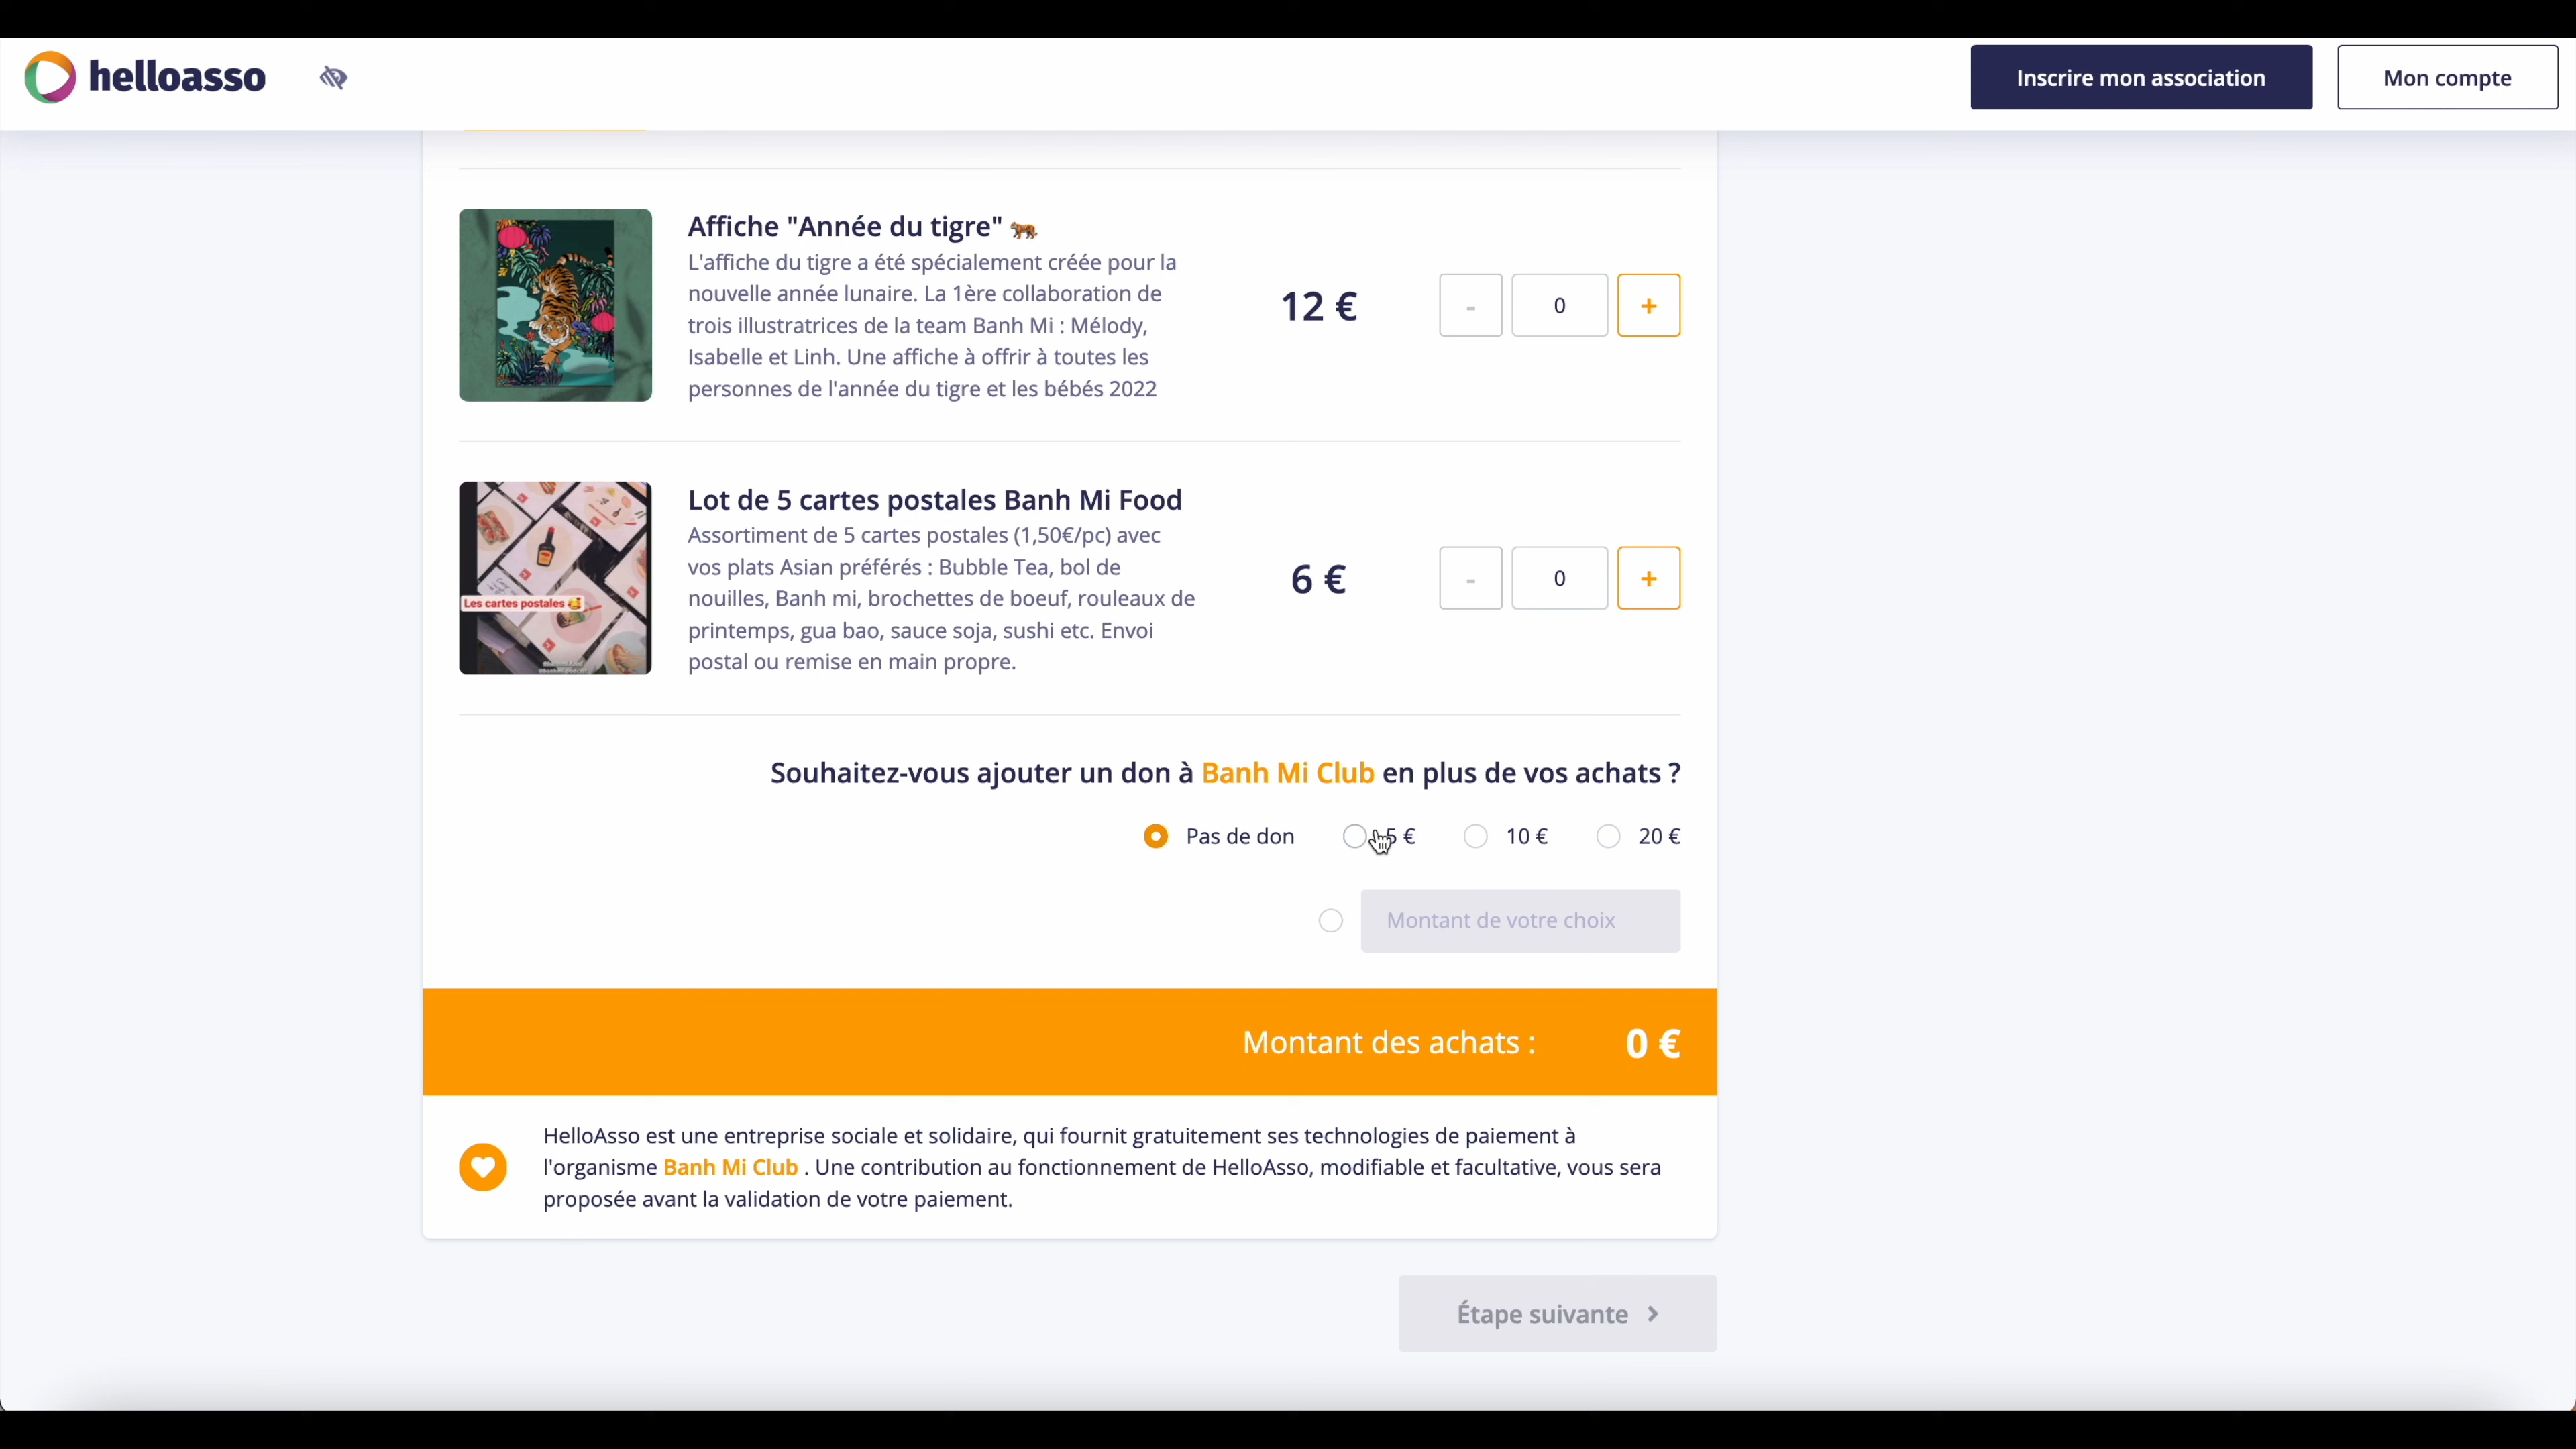 helloasso
Inscrire mon association
Mon compte
Affiche "Année du tigre" 🐅
L'affiche du tigre a été spécialement créée pour la
nouvelle année lunaire. La 1ère collaboration de
trois illustratrices de la team Banh Mi : Mélody,
Isabelle et Linh. Une affiche à offrir à toutes les
personnes de l'année du tigre et les bébés 2022
12 €
-
0
+
Les cartes postales 🥰
Lot de 5 cartes postales Banh Mi Food
Assortiment de 5 cartes postales (1,50€/pc) avec
vos plats Asian préférés : Bubble Tea, bol de
nouilles, Banh mi, brochettes de boeuf, rouleaux de
printemps, gua bao, sauce soja, sushi etc. Envoi
postal ou remise en main propre.
6 €
-
0
+
Souhaitez-vous ajouter un don à Banh Mi Club en plus de vos achats ?
Pas de don
5 €
10 €
20 €
Montant de votre choix
Montant des achats :
0 €
HelloAsso est une entreprise sociale et solidaire, qui fournit gratuitement ses technologies de paiement à
l'organisme Banh Mi Club . Une contribution au fonctionnement de HelloAsso, modifiable et facultative, vous sera
proposée avant la validation de votre paiement.
Étape suivante >